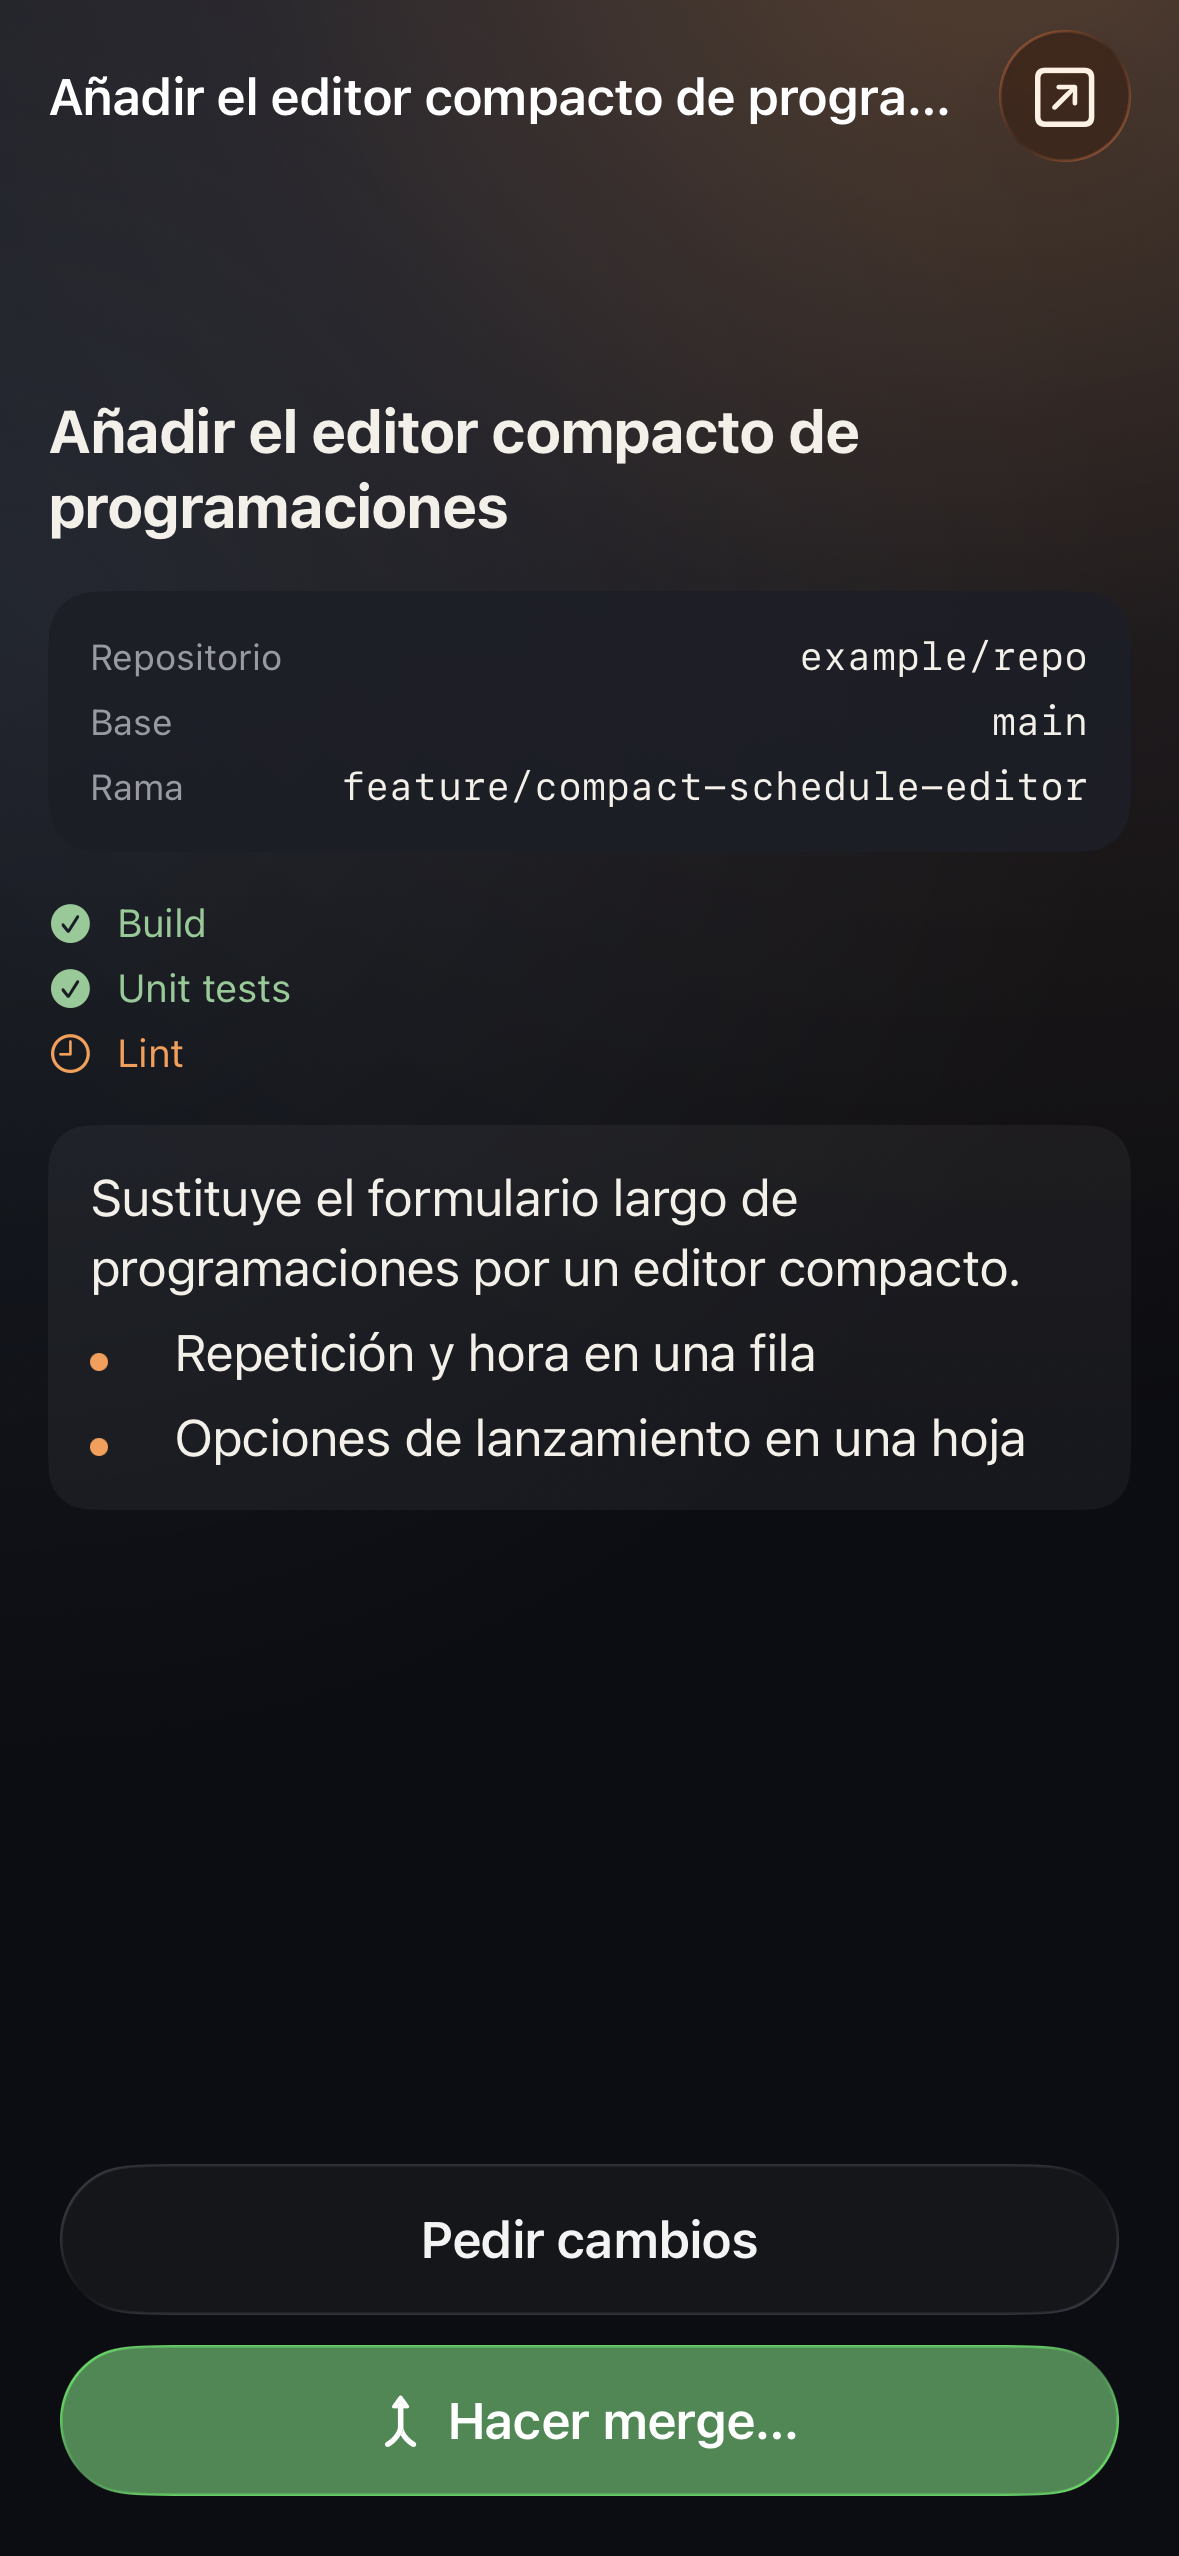 Añadir el editor compacto de progra...
Añadir el editor compacto de
programaciones
Repositorio example/repo
Base main
Rama feature/compact-schedule-editor
Build
Unit tests
Lint
Sustituye el formulario largo de
programaciones por un editor compacto.
• Repetición y hora en una fila
• Opciones de lanzamiento en una hoja
Pedir cambios
Hacer merge...